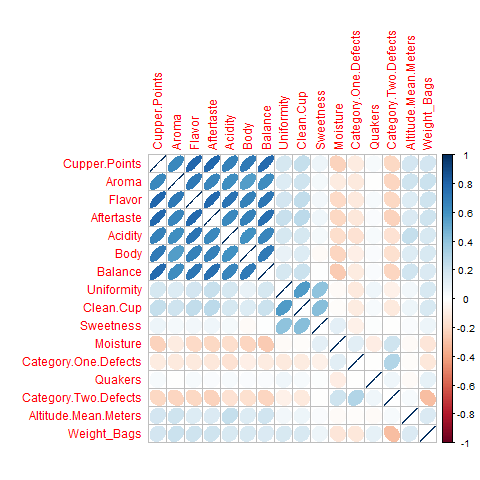 Cupper.Points
Aroma
Flavor
Aftertaste
Acidity
Body
Balance
Uniformity
Clean.Cup
Sweetness
Moisture
Category.One.Defects
Quakers
Category.Two.Defects
Altitude.Mean.Meters
Weight_Bags
Cupper.Points
Aroma
Flavor
Aftertaste
Acidity
Body
Balance
Uniformity
Clean.Cup
Sweetness
Moisture
Category.One.Defects
Quakers
Category.Two.Defects
Altitude.Mean.Meters
Weight_Bags
1
0.8
0.6
0.4
0.2
0
-0.2
-0.4
-0.6
-0.8
-1